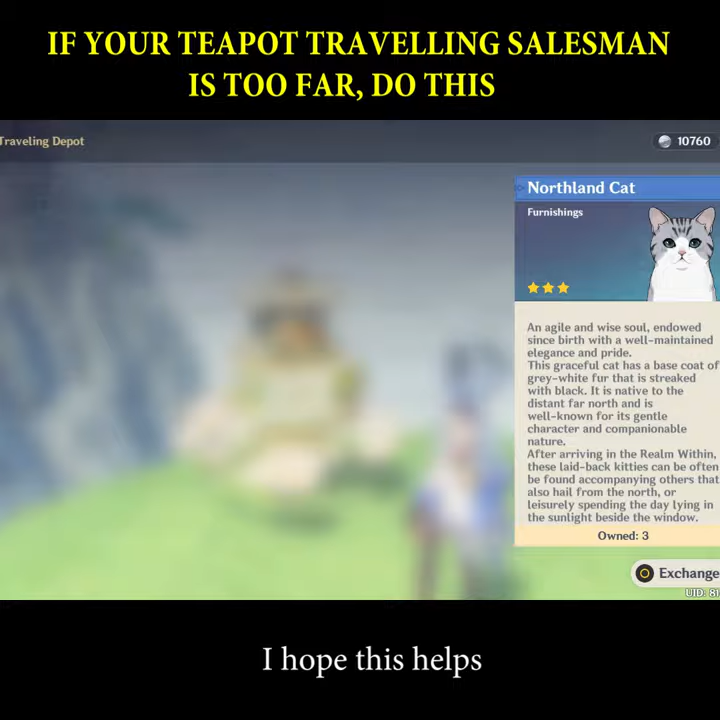 IF YOUR TEAPOT TRAVELLING SALESMAN
IS TOO FAR, DO THIS
Traveling Depot
10760
Northland Cat
Furnishings
An agile and wise soul, endowed
since birth with a well-maintained
elegance and pride.
This graceful cat has a base coat of
grey-white fur that is streaked
with black. It is native to the
distant far north and is
well-known for its gentle
character and companionable
nature.
After arriving in the Realm Within,
these laid-back kitties can be often
be found accompanying others that
also hail from the north, or
leisurely spending the day lying in
the sunlight beside the window.
Owned: 3
Exchange
UID: 81
I hope this helps